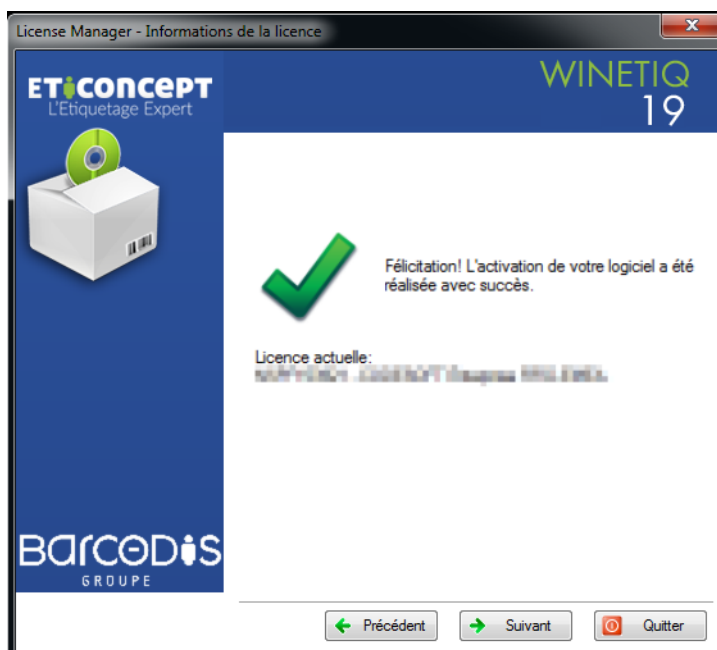 License Manager - Informations de la licence
ETiCONCEPT
L'Etiquetage Expert
WINETIQ
19
Félicitation! L'activation de votre logiciel a été
réalisée avec succès.
Licence actuelle:
BARCODiS
GROUPE
Précédent
Suivant
Quitter